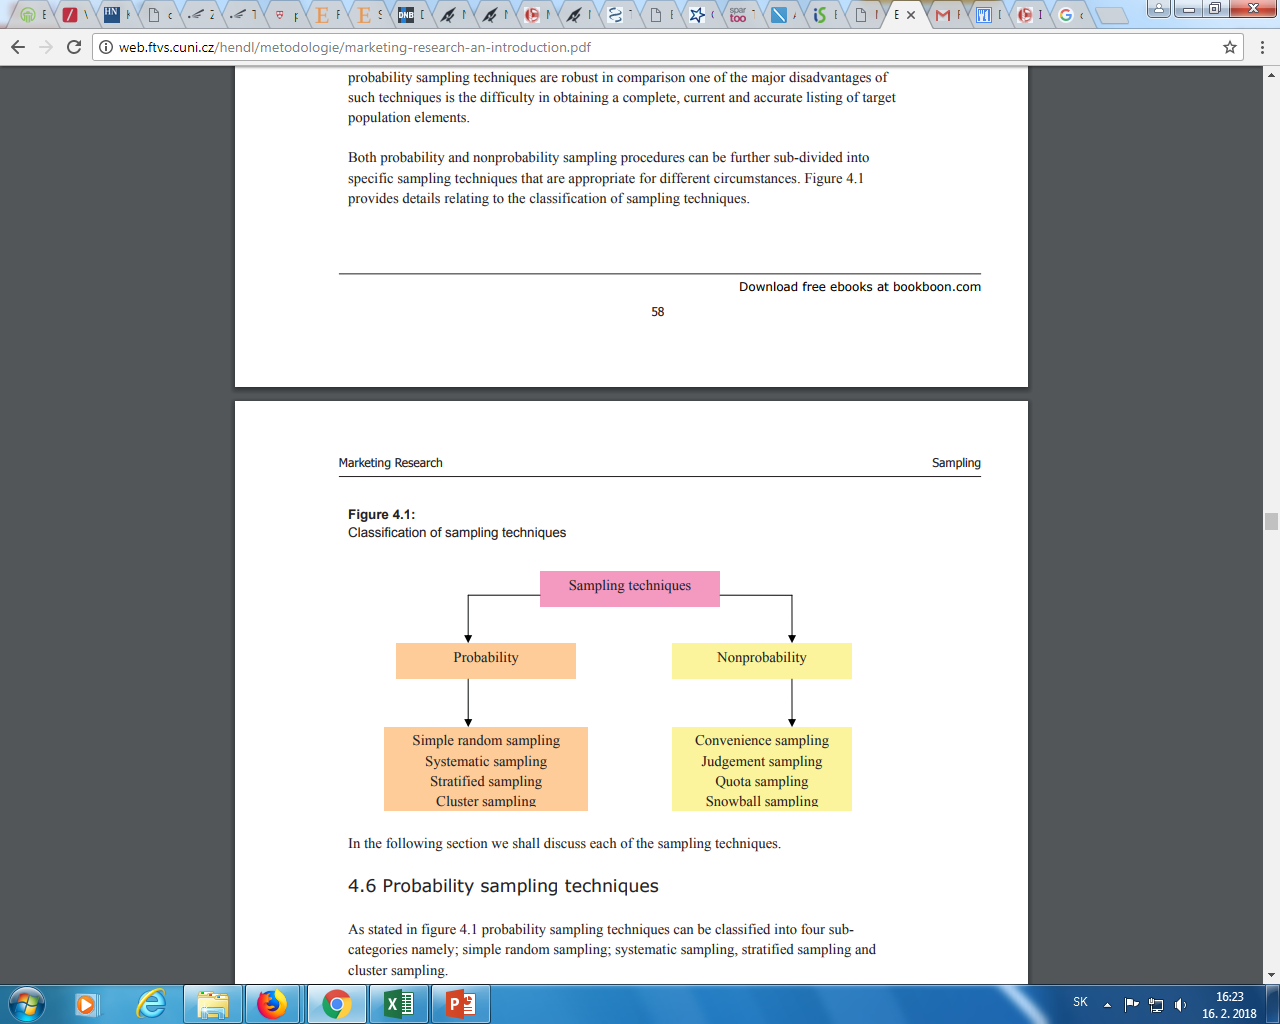 web.ftvs.cuni.cz/hendl/metodologie/marketing-research-an-introduction.pdf
probability sampling techniques are robust in comparison one of the major disadvantages of
such techniques is the difficulty in obtaining a complete, current and accurate listing of target
population elements.
Both probability and nonprobability sampling procedures can be further sub-divided into
specific sampling techniques that are appropriate for different circumstances. Figure 4.1
provides details relating to the classification of sampling techniques.
Download free ebooks at bookboon.com
58
Marketing Research Sampling
Figure 4.1:
Classification of sampling techniques
Sampling techniques
Probability Nonprobability
Simple random sampling
Systematic sampling
Stratified sampling
Cluster sampling
Convenience sampling
Judgement sampling
Quota sampling
Snowball sampling
In the following section we shall discuss each of the sampling techniques.
4.6 Probability sampling techniques
As stated in figure 4.1 probability sampling techniques can be classified into four sub-
categories namely; simple random sampling; systematic sampling, stratified sampling and
cluster sampling.
SK
16:23
16. 2. 2018